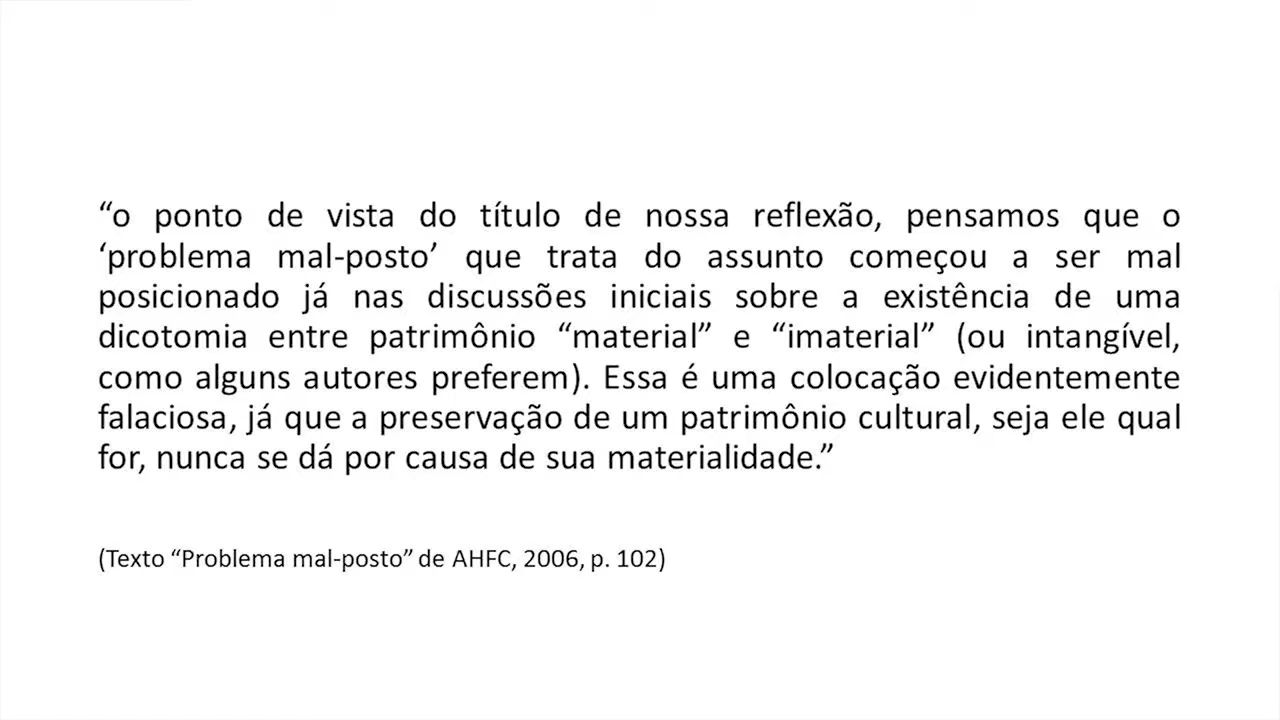 “o ponto de vista do título de nossa reflexão, pensamos que o
‘problema mal-posto’ que trata do assunto começou a ser mal
posicionado já nas discussões iniciais sobre a existência de uma
dicotomia entre patrimônio “material” e “imaterial” (ou intangível,
como alguns autores preferem). Essa é uma colocação evidentemente
falaciosa, já que a preservação de um patrimônio cultural, seja ele qual
for, nunca se dá por causa de sua materialidade.”
(Texto “Problema mal-posto” de AHFC, 2006, p. 102)